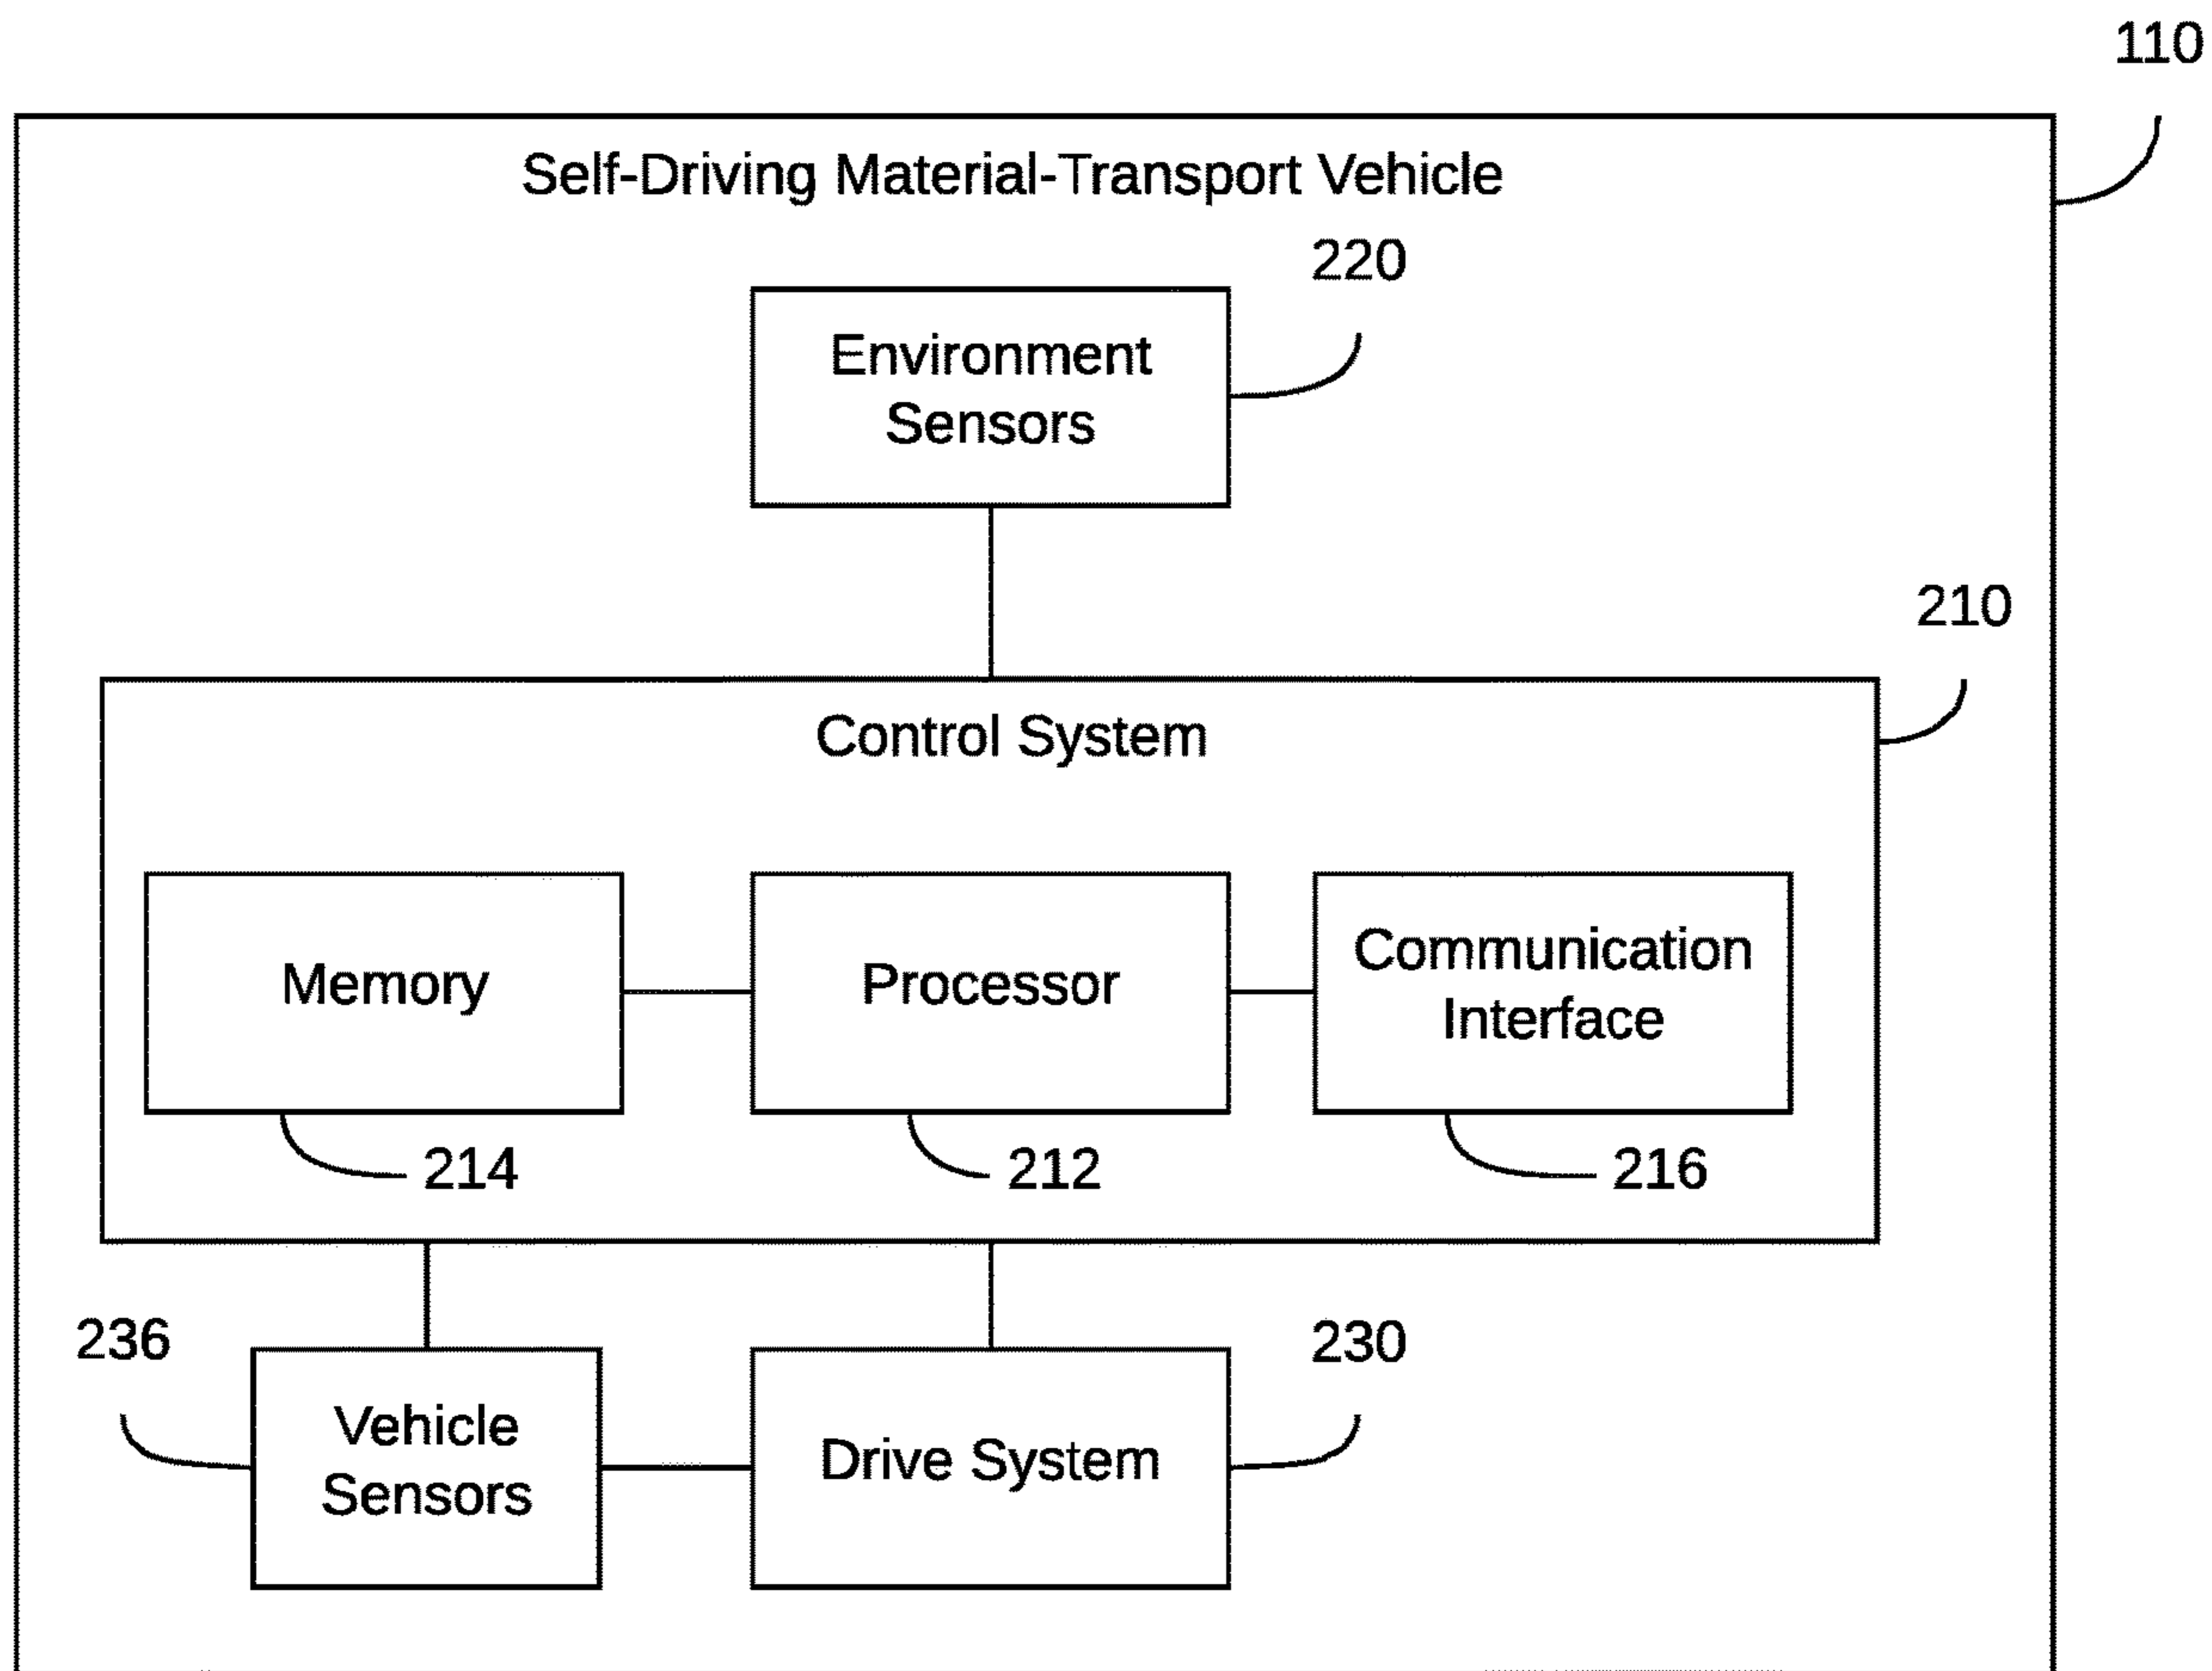 110
Self-Driving Material-Transport Vehicle
220
Environment
Sensors
210
Control System
Memory
Processor
Communication
Interface
214
212
216
236
230
Vehicle
Sensors
Drive System